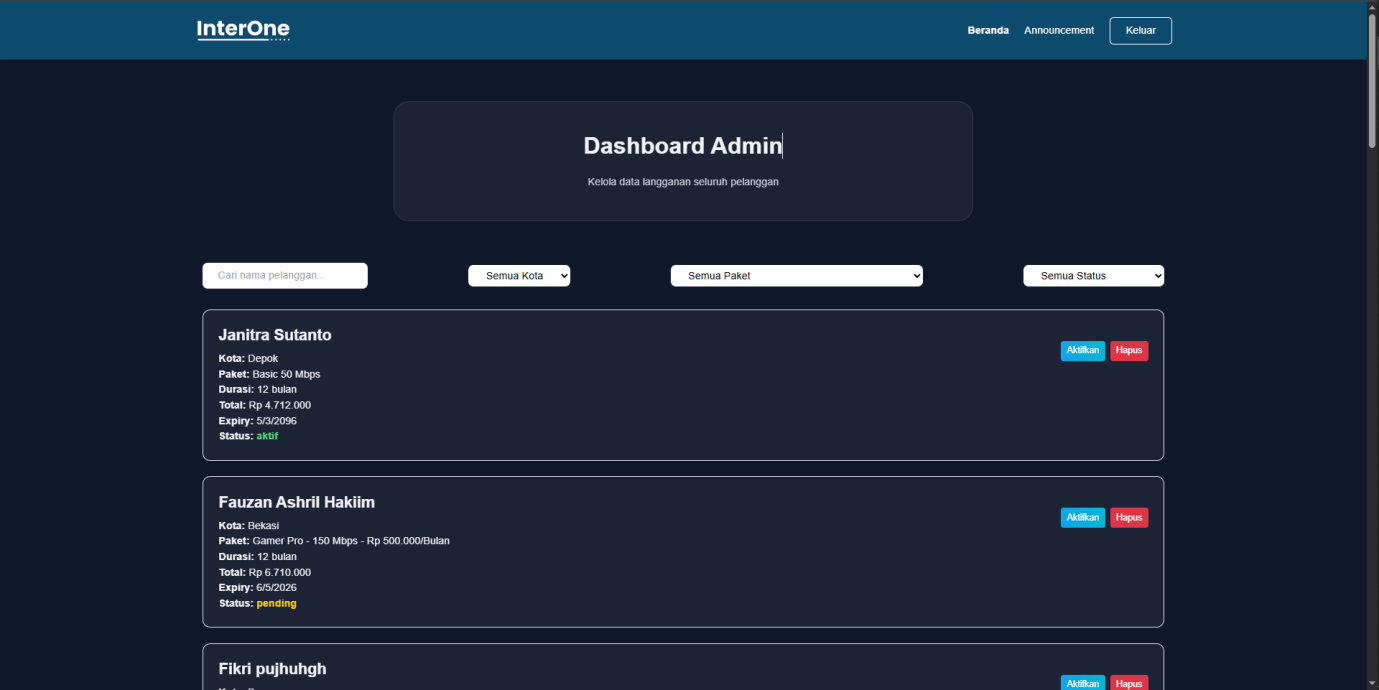 InterOne
Beranda Announcement Keluar
Dashboard Admin
Kelola data langganan seluruh pelanggan
Cari nama pelanggan... Semua Kota Semua Paket Semua Status
Janitra Sutanto
Aktifkan Hapus
Kota: Depok
Paket: Basic 50 Mbps
Durasi: 12 bulan
Total: Rp 4.712.000
Expiry: 5/3/2096
Status: aktif
Fauzan Ashril Hakiim
Aktifkan Hapus
Kota: Bekasi
Paket: Gamer Pro - 150 Mbps - Rp 500.000/Bulan
Durasi: 12 bulan
Total: Rp 6.710.000
Expiry: 6/5/2026
Status: pending
Fikri pujhuhgh
Aktifkan Hapus